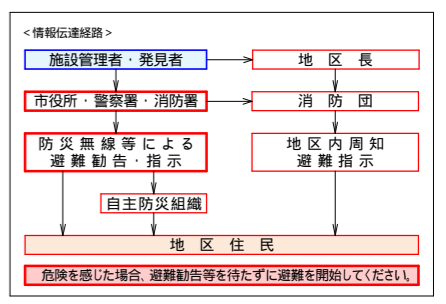 <情報伝達経路>
施設管理者・発見者
地区長
市役所・警察署・消防署
消防団
防災無線等による
避難勧告・指示
地区内周知
避難指示
自主防災組織
地区住民
危険を感じた場合、避難勧告等を待たずに避難を開始してください。